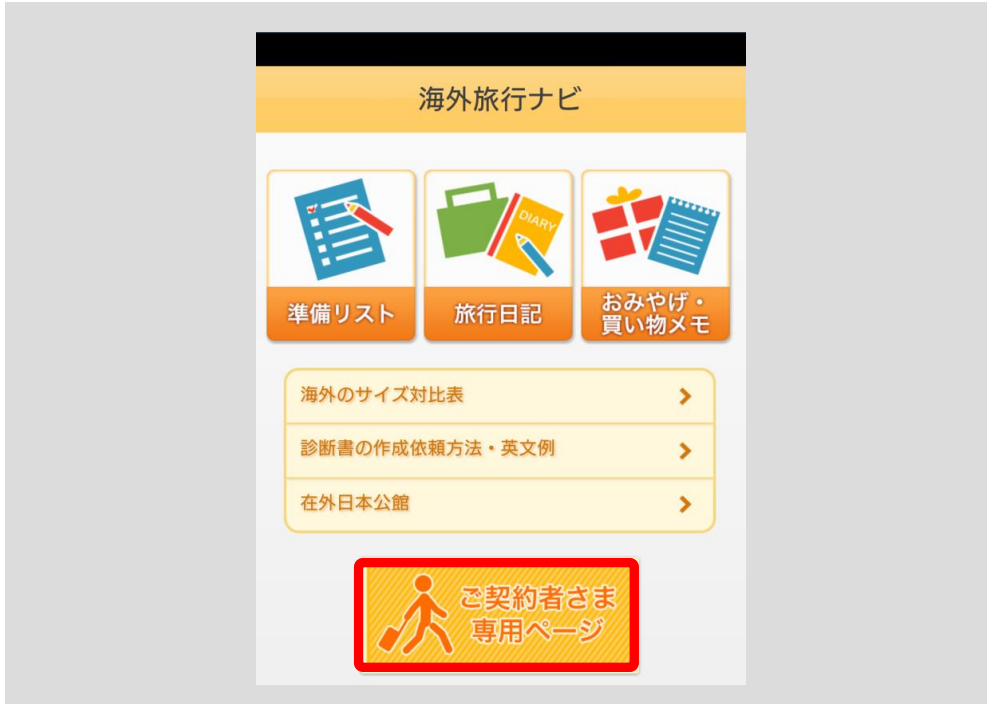 海外旅行ナビ
DIARY
準備リスト
旅行日記
おみやげ・
買い物メモ
海外のサイズ対比表
診断書の作成依頼方法・英文例
在外日本公館
ご契約者さま
専用ページ